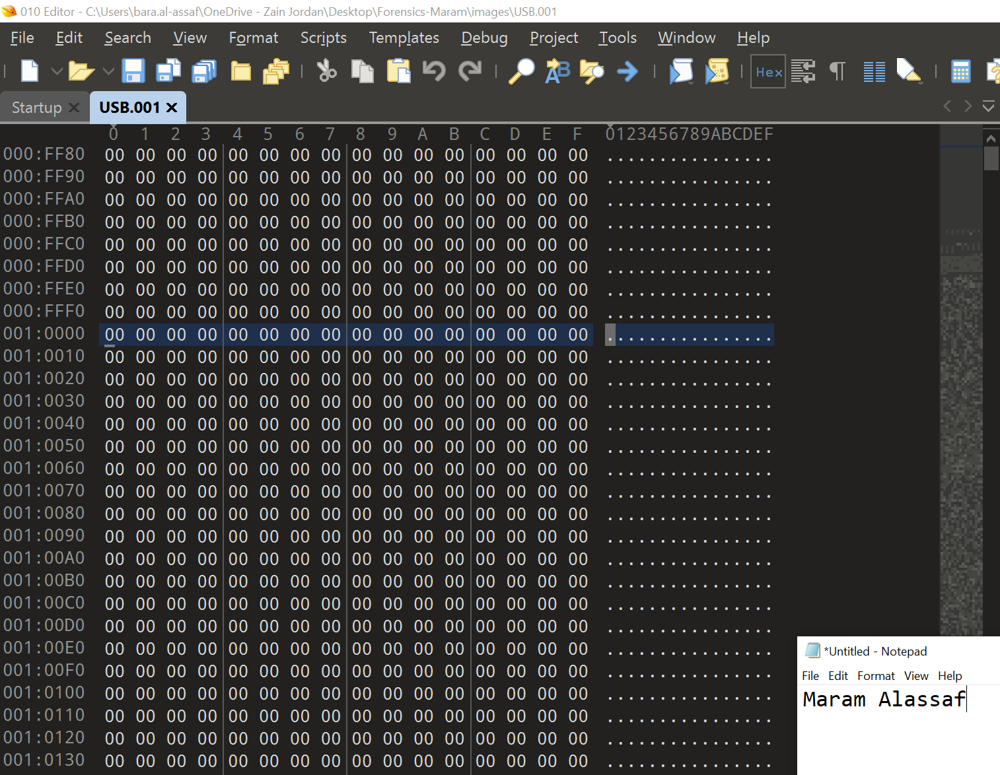 010 Editor - C:\Users\bara.al-assaf\OneDrive - Zain Jordan\Desktop\Forensics-Maram\images\USB.001
File Edit Search View Format Scripts Templates Debug Project Tools Window Help
Hex
Startup USB.001
0 1 2 3 4 5 6 7 8 9 A B C D E F 0123456789ABCDEF
000:FF80 00 00 00 00 00 00 00 00 00 00 00 00 00 00 00 00 ................
000:FF90 00 00 00 00 00 00 00 00 00 00 00 00 00 00 00 00 ................
000:FFA0 00 00 00 00 00 00 00 00 00 00 00 00 00 00 00 00 ................
000:FFB0 00 00 00 00 00 00 00 00 00 00 00 00 00 00 00 00 ................
000:FFC0 00 00 00 00 00 00 00 00 00 00 00 00 00 00 00 00 ................
000:FFD0 00 00 00 00 00 00 00 00 00 00 00 00 00 00 00 00 ................
000:FFE0 00 00 00 00 00 00 00 00 00 00 00 00 00 00 00 00 ................
000:FFF0 00 00 00 00 00 00 00 00 00 00 00 00 00 00 00 00 ................
001:0000 00 00 00 00 00 00 00 00 00 00 00 00 00 00 00 00 ................
001:0010 00 00 00 00 00 00 00 00 00 00 00 00 00 00 00 00 ................
001:0020 00 00 00 00 00 00 00 00 00 00 00 00 00 00 00 00 ................
001:0030 00 00 00 00 00 00 00 00 00 00 00 00 00 00 00 00 ................
001:0040 00 00 00 00 00 00 00 00 00 00 00 00 00 00 00 00 ................
001:0050 00 00 00 00 00 00 00 00 00 00 00 00 00 00 00 00 ................
001:0060 00 00 00 00 00 00 00 00 00 00 00 00 00 00 00 00 ................
001:0070 00 00 00 00 00 00 00 00 00 00 00 00 00 00 00 00 ................
001:0080 00 00 00 00 00 00 00 00 00 00 00 00 00 00 00 00 ................
001:0090 00 00 00 00 00 00 00 00 00 00 00 00 00 00 00 00 ................
001:00A0 00 00 00 00 00 00 00 00 00 00 00 00 00 00 00 00 ................
001:00B0 00 00 00 00 00 00 00 00 00 00 00 00 00 00 00 00 ................
001:00C0 00 00 00 00 00 00 00 00 00 00 00 00 00 00 00 00 ................
001:00D0 00 00 00 00 00 00 00 00 00 00 00 00 00 00 00 00 ................
001:00E0 00 00 00 00 00 00 00 00 00 00 00 00 00 00 00 00 ................
001:00F0 00 00 00 00 00 00 00 00 00 00 00 00 00 00 00 00 ................
001:0100 00 00 00 00 00 00 00 00 00 00 00 00 00 00 00 00 ................
001:0110 00 00 00 00 00 00 00 00 00 00 00 00 00 00 00 00 ................
001:0120 00 00 00 00 00 00 00 00 00 00 00 00 00 00 00 00 ................
001:0130 00 00 00 00 00 00 00 00 00 00 00 00 00 00 00 00 ................
*Untitled - Notepad
File Edit Format View Help
Maram Alassaf